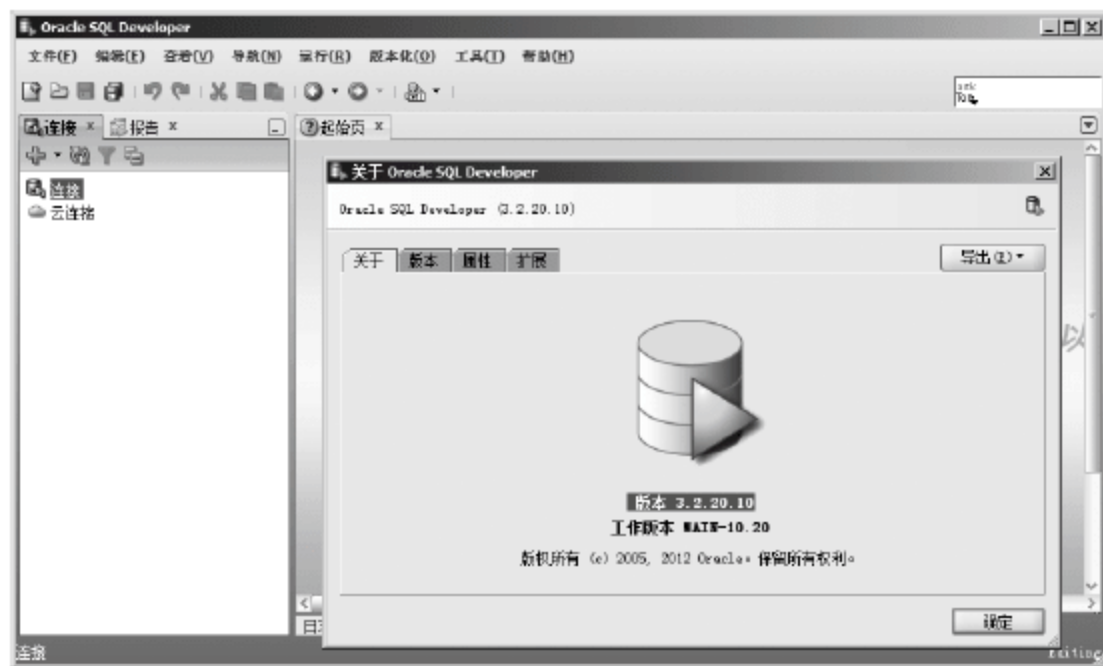 Oracle SQL Developer
文件(F) 编辑(E) 查看(V) 导航(N) 运行(R) 版本化(O) 工具(T) 帮助(H)
连接 报告 起始页
连接
云连接
关于 Oracle SQL Developer
Oracle SQL Developer (3.2.20.10)
关于 版本 属性 扩展 导出(E)
以
版本 3.2.20.10
工作版本 MAIN-10.20
版权所有 (c) 2005, 2012 Oracle。保留所有权利。
确定
连接